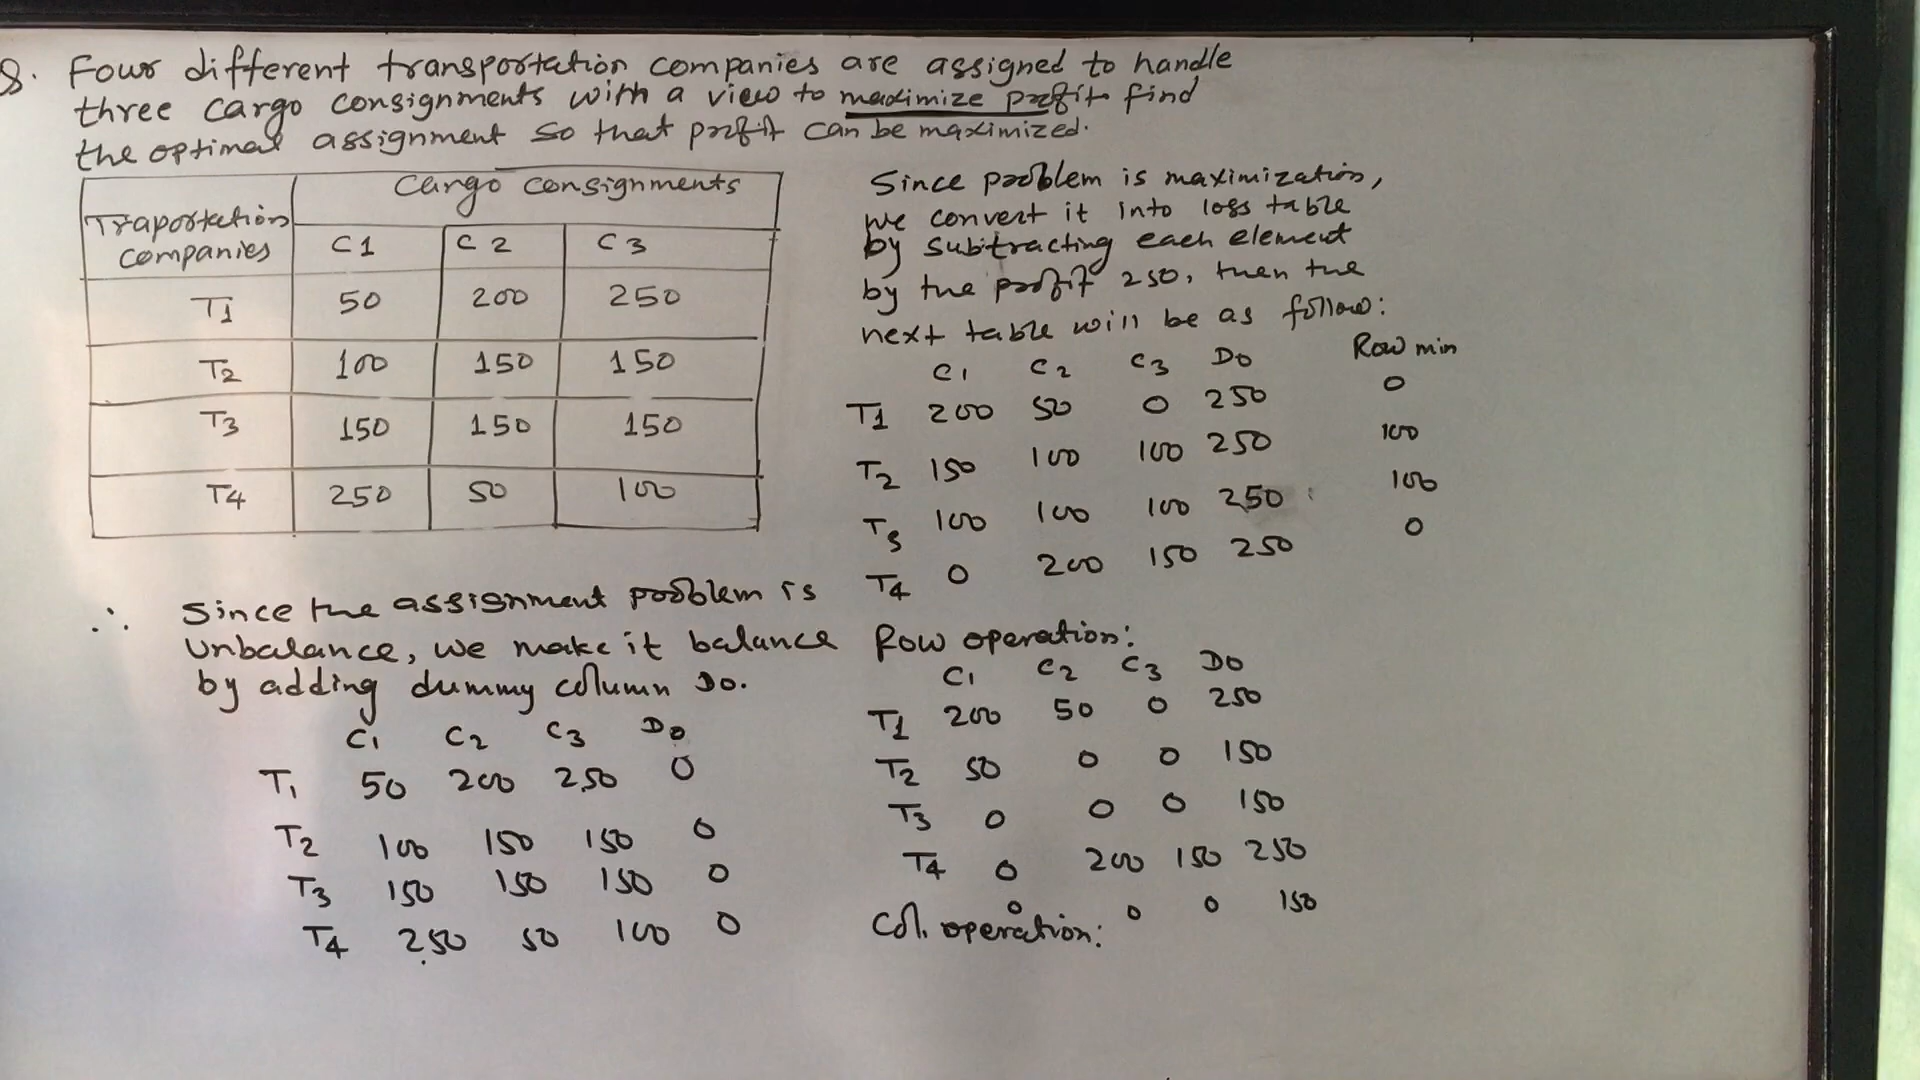 8. Four different transportation companies are assigned to handle
three cargo consignments with a view to maximize profit find
the optimal assignment so that profit can be maximized.
Cargo consignments
Traportation
companies
C1 C2 C3
T1 50 200 250
T2 100 150 150
T3 150 150 150
T4 250 50 100
∴ Since the assignment problem is
unbalance, we make it balance
by adding dummy column Do.
C1 C2 C3 Do
T1 50 200 250 0
T2 100 150 150 0
T3 150 150 150 0
T4 250 50 100 0
Since problem is maximization,
we convert it into loss table
by subtracting each element
by the profit 250, then the
next table will be as follow:
C1 C2 C3 Do Row min
T1 200 50 0 250 0
T2 150 100 100 250 100
T3 100 100 100 250 100
T4 0 200 150 250 0
Row operation:
C1 C2 C3 Do
T1 200 50 0 250
T2 50 0 0 150
T3 0 0 0 150
T4 0 200 150 250
0 0 0 150
Col. operation: